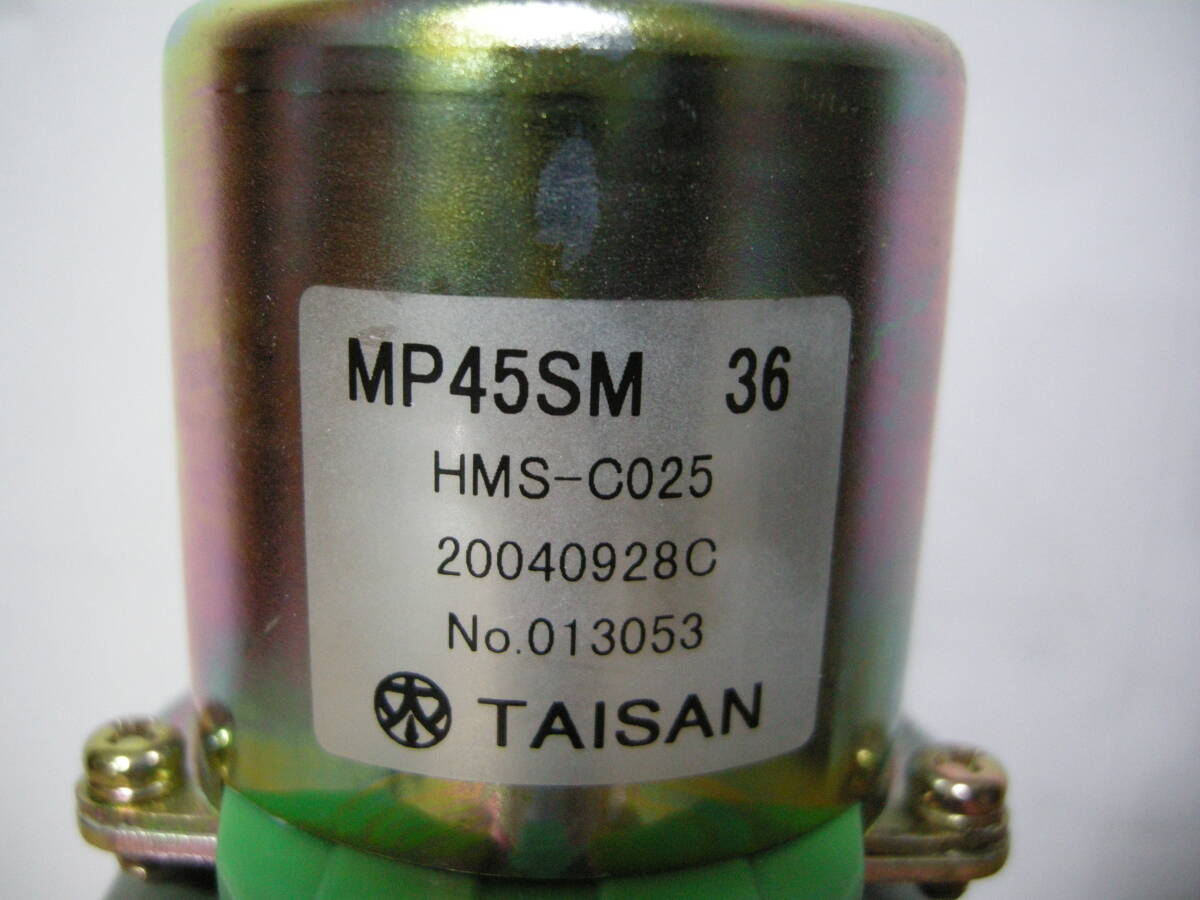 MP45SM 36
HMS-C025
20040928C
No.013053
TAISAN